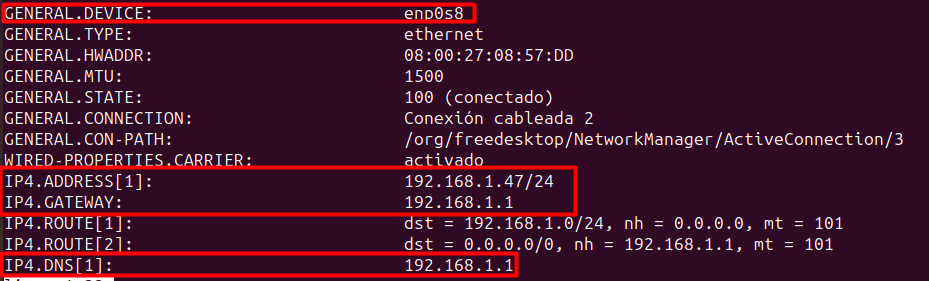 GENERAL.DEVICE: enp0s8
GENERAL.TYPE: ethernet
GENERAL.HWADDR: 08:00:27:08:57:DD
GENERAL.MTU: 1500
GENERAL.STATE: 100 (conectado)
GENERAL.CONNECTION: Conexión cableada 2
GENERAL.CON-PATH: /org/freedesktop/NetworkManager/ActiveConnection/3
WIRED-PROPERTIES.CARRIER: activado
IP4.ADDRESS[1]: 192.168.1.47/24
IP4.GATEWAY: 192.168.1.1
IP4.ROUTE[1]: dst = 192.168.1.0/24, nh = 0.0.0.0, mt = 101
IP4.ROUTE[2]: dst = 0.0.0.0/0, nh = 192.168.1.1, mt = 101
IP4.DNS[1]: 192.168.1.1